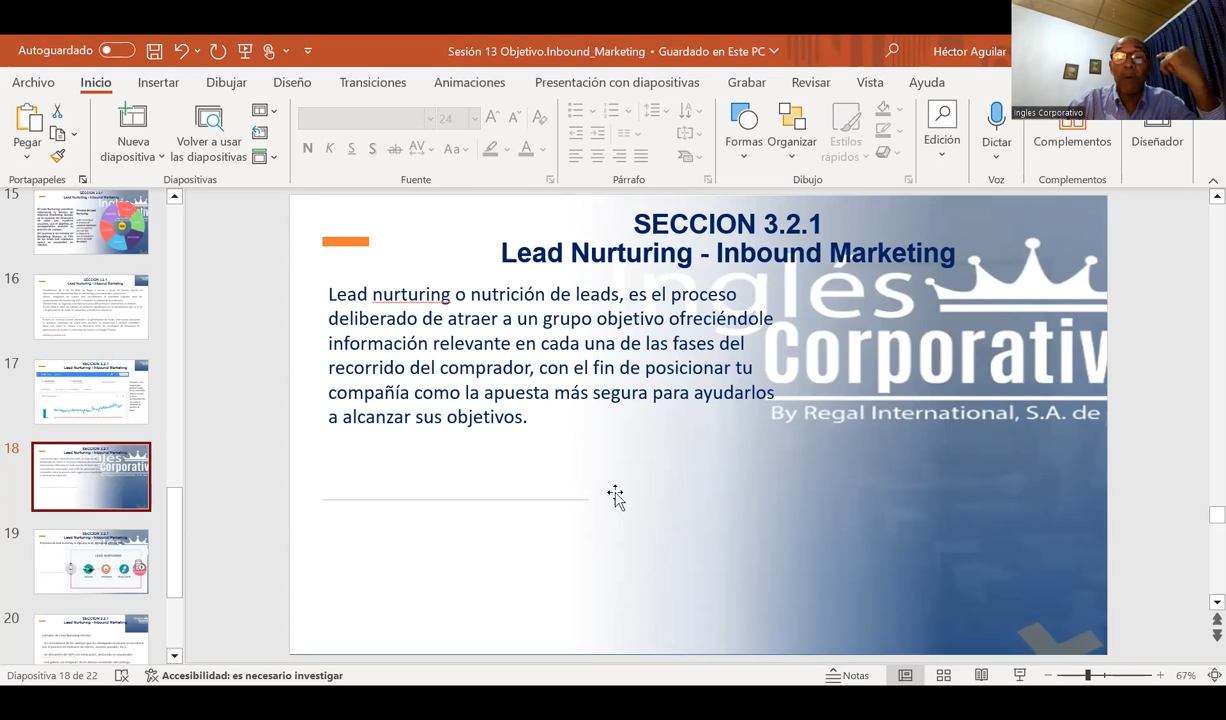 Autoguardado
Sesión 13 Objetivo.Inbound_Marketing • Guardado en Este PC
Héctor Aguilar
Ingles Corporativo
Archivo Inicio Insertar Dibujar Diseño Transiciones Animaciones Presentación con diapositivas Grabar Revisar Vista Ayuda
Pegar
Nueva diapositiva
Volver a usar las diapositivas
24
N K S S ab AV Aa A
Formas
Organizar
Estilos rápidos
Edición
Dictar
Complementos
Diseñador
Portapapeles
Diapositivas
Fuente
Párrafo
Dibujo
Voz
Complementos
15
16
17
18
19
20
SECCION 3.2.1
Lead Nurturing - Inbound Marketing
Lead nurturing o nutrición de leads, es el proceso
deliberado de atraer a un grupo objetivo ofreciéndole
información relevante en cada una de las fases del
recorrido del comprador, con el fin de posicionar tu
compañía como la apuesta más segura para ayudarlos
a alcanzar sus objetivos.
Inglés
Corporativ
By Regal International, S.A. de
Diapositiva 18 de 22
Accesibilidad: es necesario investigar
Notas
67%